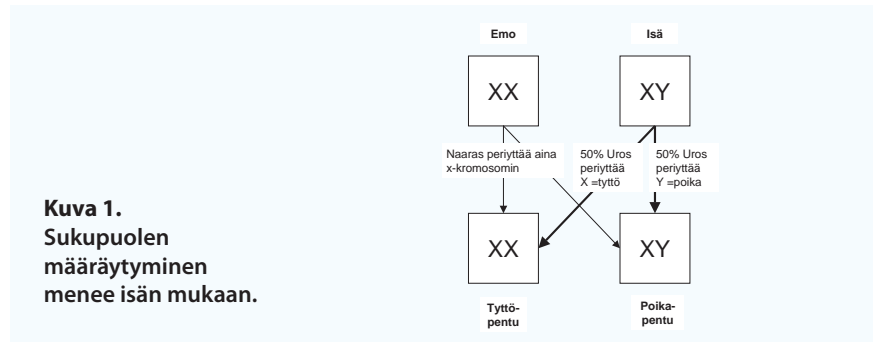 Emo
Isä
XX
XY
Naaras periyttää aina
x-kromosomin
50% Uros
periyttää
X =tyttö
50% Uros
periyttää
Y =poika
Kuva 1.
Sukupuolen
määräytyminen
menee isän mukaan.
XX
XY
Tyttö-
pentu
Poika-
pentu